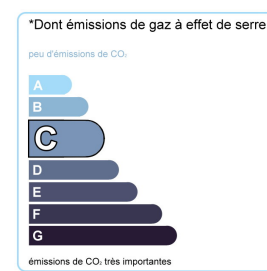 *Dont émissions de gaz à effet de serre
peu d'émissions de CO₂
A
B
C
D
E
F
G
émissions de CO₂ très importantes